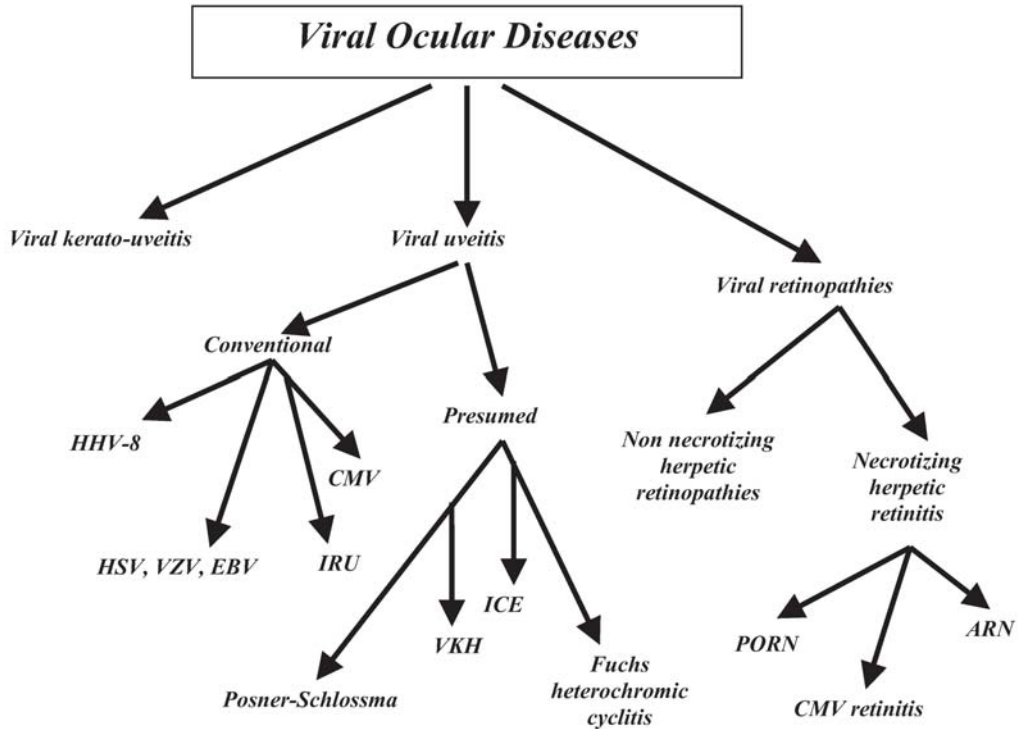 Viral Ocular Diseases
Viral kerato-uveitis
Viral uveitis
Viral retinopathies
Conventional
Presumed
HHV-8
CMV
HSV, VZV, EBV
IRU
Non necrotizing
herpetic
retinopathies
Necrotizing
herpetic
retinitis
ICE
VKH
Posner-Schlossma
Fuchs
heterochromic
cyclitis
PORN
ARN
CMV retinitis